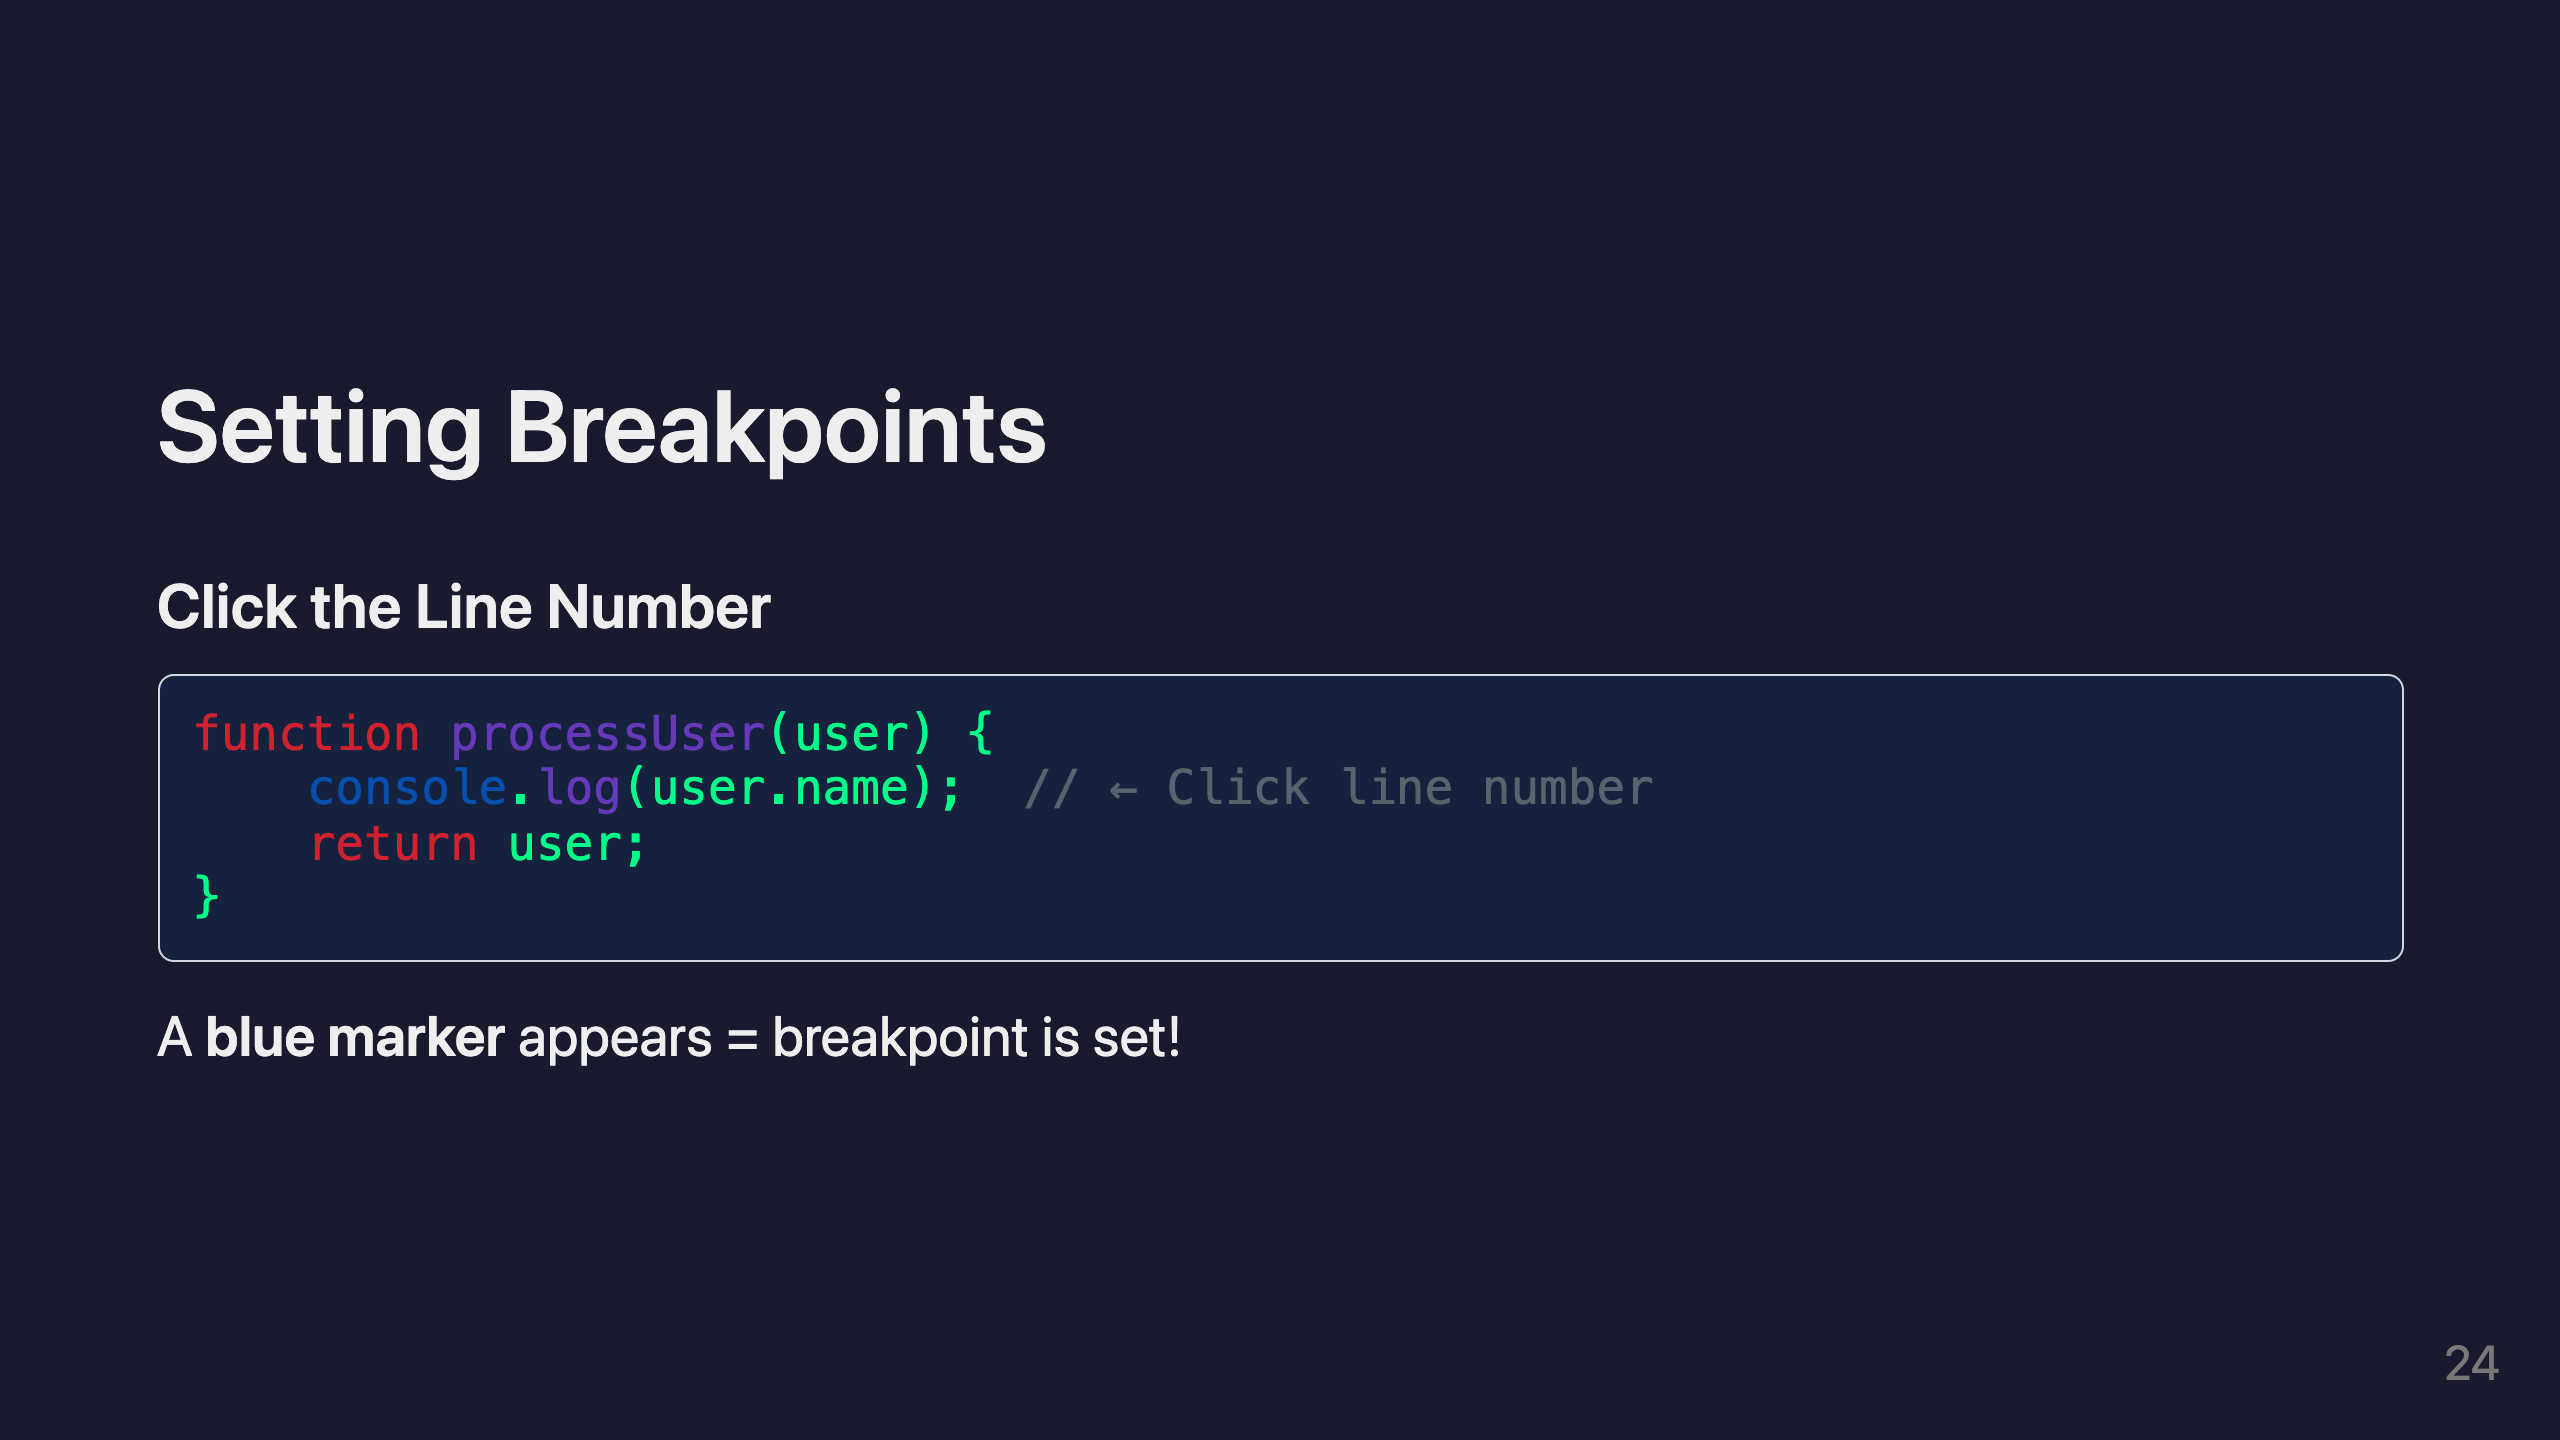 Setting Breakpoints
Click the Line Number
function processUser(user) {
    console.log(user.name);  // ← Click line number
    return user;
}
A blue marker appears = breakpoint is set!
24